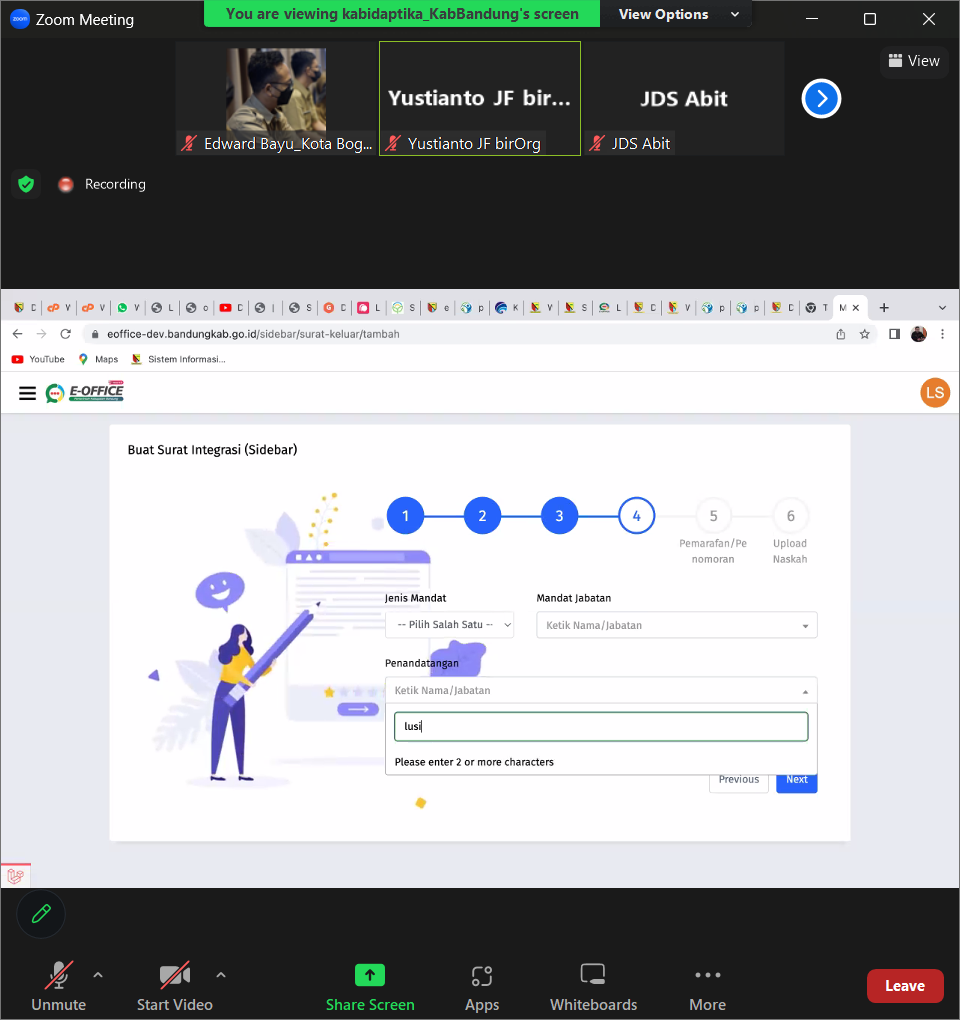 zoom Zoom Meeting
You are viewing kabidaptika_KabBandung's screen
View Options
View
Yustianto JF bir...
JDS Abit
Edward Bayu_Kota Bog...
Yustianto JF birOrg
JDS Abit
Recording
eoffice-dev.bandungkab.go.id/sidebar/surat-keluar/tambah
YouTube
Maps
Sistem Informasi...
E-OFFICE
LS
Buat Surat Integrasi (Sidebar)
1
2
3
4
5
6
Pemarafan/Pe
nomoran
Upload
Naskah
Jenis Mandat
Mandat Jabatan
-- Pilih Salah Satu --
Ketik Nama/Jabatan
Penandatangan
Ketik Nama/Jabatan
lusi
Please enter 2 or more characters
Previous
Next
Unmute
Start Video
Share Screen
Apps
Whiteboards
More
Leave